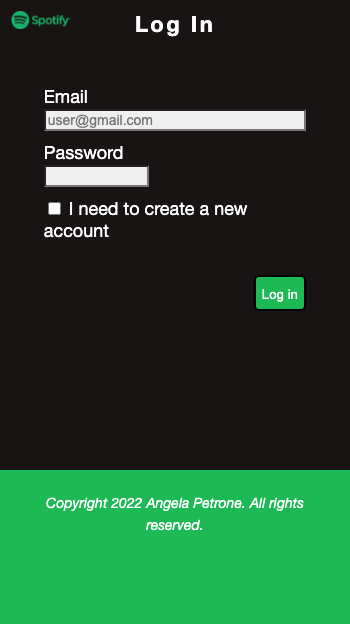 Spotify
Log In
Email
user@gmail.com
Password
I need to create a new
account
Log in
Copyright 2022 Angela Petrone. All rights
reserved.